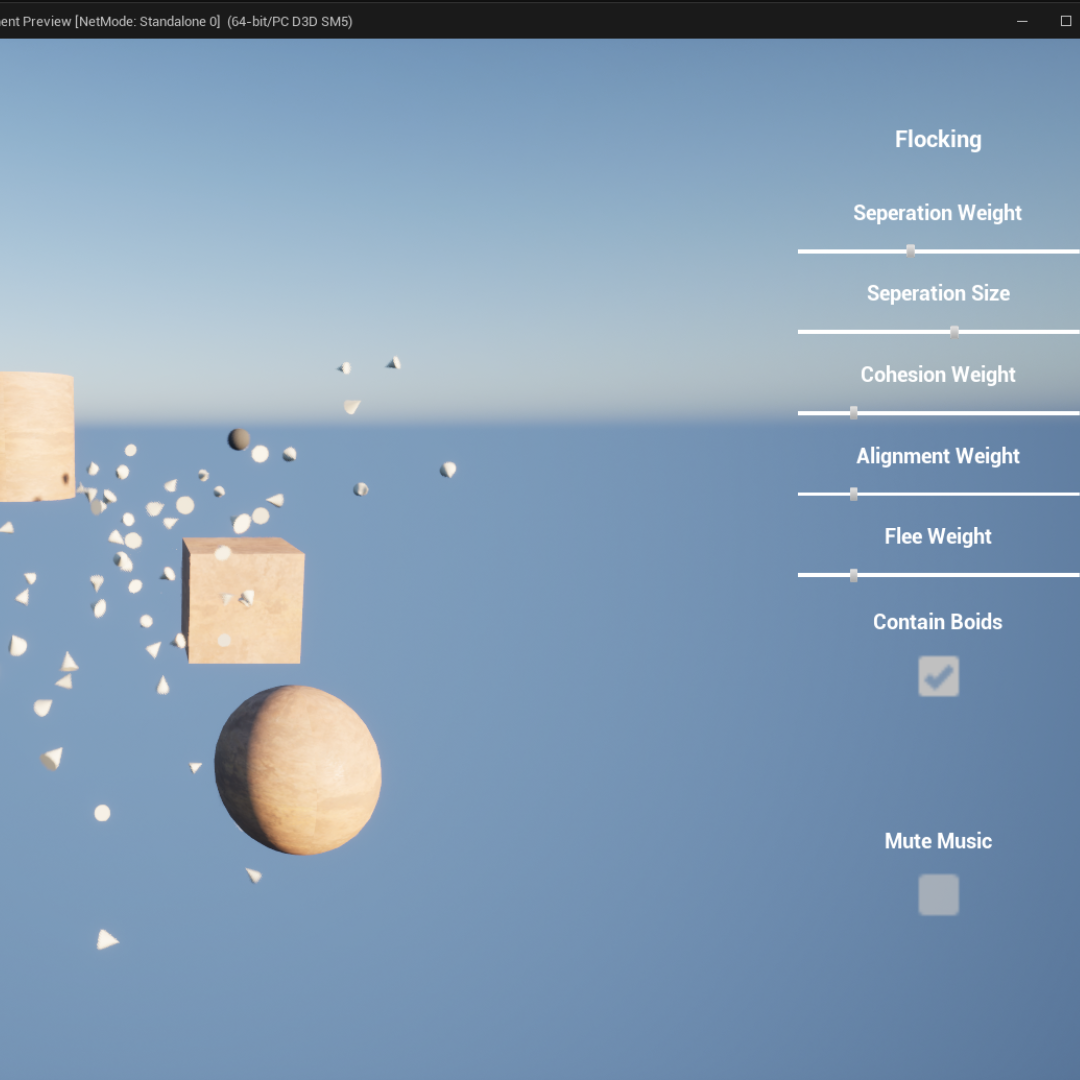 ent Preview [NetMode: Standalone 0] (64-bit/PC D3D SM5)
Flocking
Seperation Weight
Seperation Size
Cohesion Weight
Alignment Weight
Flee Weight
Contain Boids
Mute Music